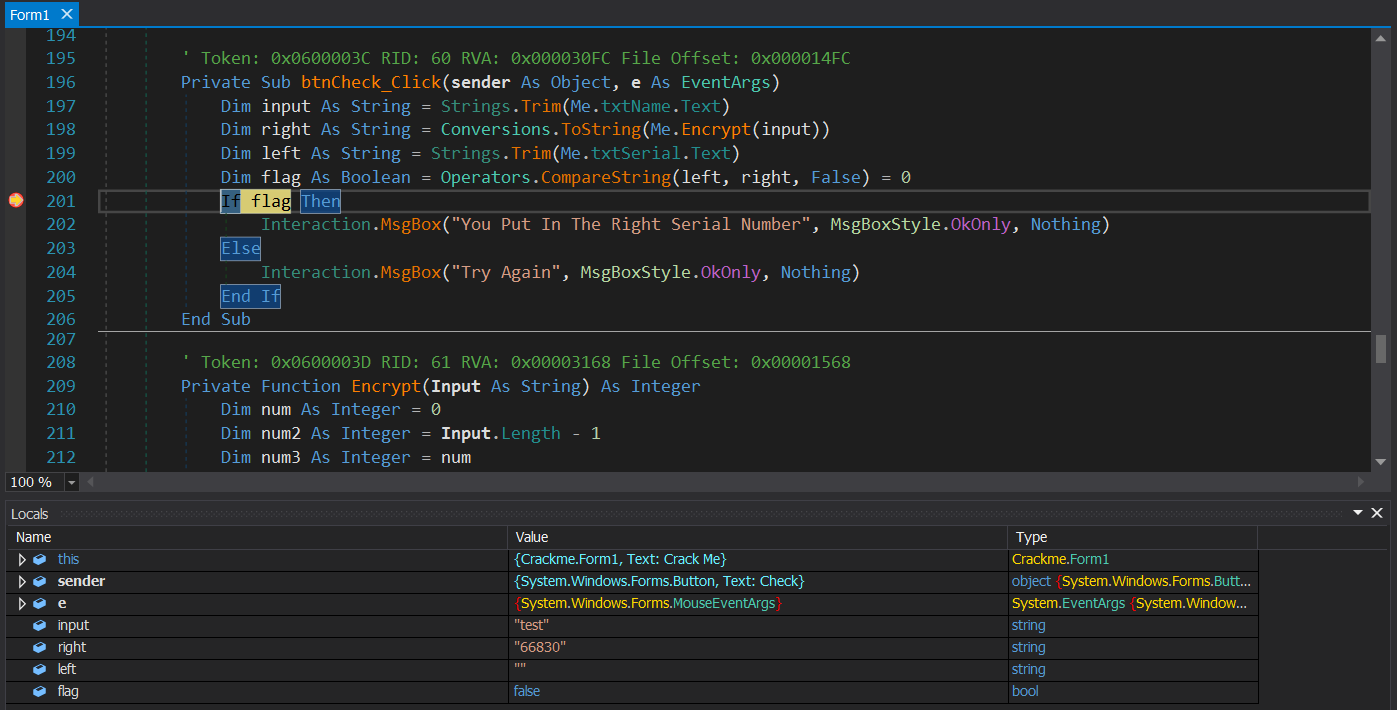 Form1
194
195 ' Token: 0x0600003C RID: 60 RVA: 0x000030FC File Offset: 0x000014FC
196 Private Sub btnCheck_Click(sender As Object, e As EventArgs)
197 Dim input As String = Strings.Trim(Me.txtName.Text)
198 Dim right As String = Conversions.ToString(Me.Encrypt(input))
199 Dim left As String = Strings.Trim(Me.txtSerial.Text)
200 Dim flag As Boolean = Operators.CompareString(left, right, False) = 0
201 If flag Then
202 Interaction.MsgBox("You Put In The Right Serial Number", MsgBoxStyle.OkOnly, Nothing)
203 Else
204 Interaction.MsgBox("Try Again", MsgBoxStyle.OkOnly, Nothing)
205 End If
206 End Sub
207
208 ' Token: 0x0600003D RID: 61 RVA: 0x00003168 File Offset: 0x00001568
209 Private Function Encrypt(Input As String) As Integer
210 Dim num As Integer = 0
211 Dim num2 As Integer = Input.Length - 1
212 Dim num3 As Integer = num
100 %
Locals
Name Value Type
this {Crackme.Form1, Text: Crack Me} Crackme.Form1
sender {System.Windows.Forms.Button, Text: Check} object {System.Windows.Forms.Butt...
e {System.Windows.Forms.MouseEventArgs} System.EventArgs {System.Window...
input "test" string
right "66830" string
left "" string
flag false bool